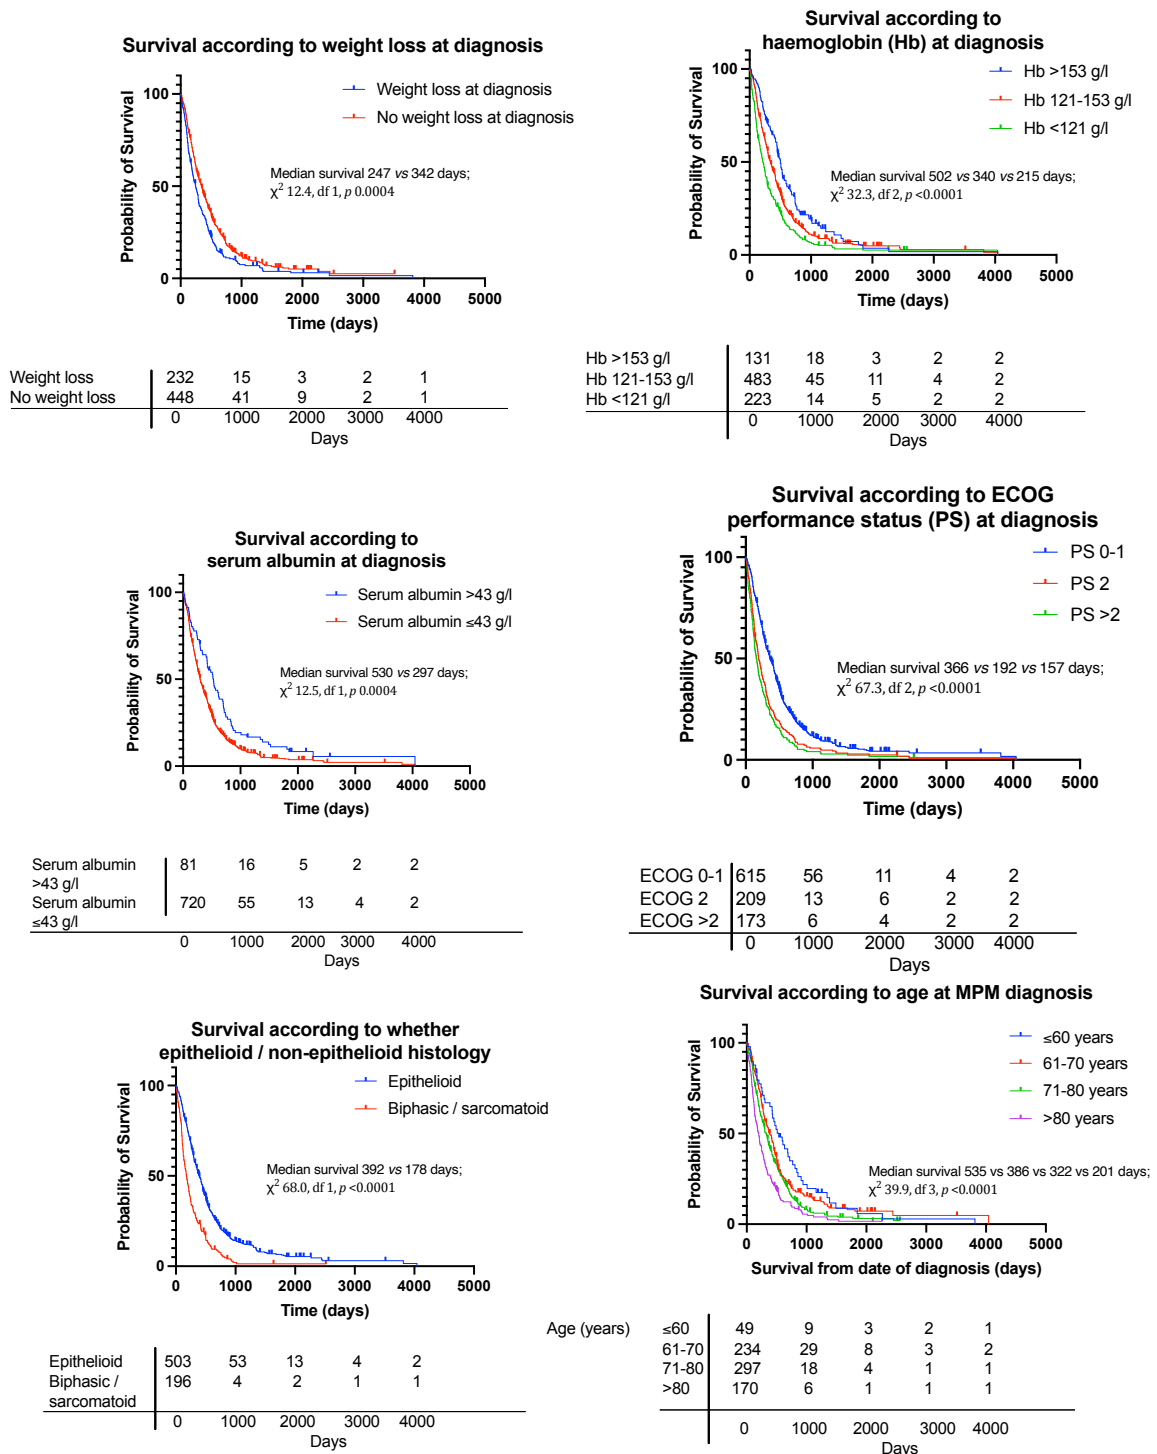 Survival according to weight loss at diagnosis
Probability of Survival
100
50
0
0 1000 2000 3000 4000 5000
Time (days)
Weight loss at diagnosis
No weight loss at diagnosis
Median survival 247 vs 342 days;
χ² 12.4, df 1, p 0.0004
Weight loss 232 15 3 2 1
No weight loss 448 41 9 2 1
0 1000 2000 3000 4000
Days
Survival according to
haemoglobin (Hb) at diagnosis
Probability of Survival
100
50
0
0 1000 2000 3000 4000 5000
Time (days)
Hb >153 g/l
Hb 121-153 g/l
Hb <121 g/l
Median survival 502 vs 340 vs 215 days;
χ² 32.3, df 2, p <0.0001
Hb >153 g/l 131 18 3 2 2
Hb 121-153 g/l 483 45 11 4 2
Hb <121 g/l 223 14 5 2 2
0 1000 2000 3000 4000
Days
Survival according to
serum albumin at diagnosis
Probability of Survival
100
50
0
0 1000 2000 3000 4000 5000
Time (days)
Serum albumin >43 g/l
Serum albumin ≤43 g/l
Median survival 530 vs 297 days;
χ² 12.5, df 1, p 0.0004
Serum albumin 81 16 5 2 2
>43 g/l
Serum albumin 720 55 13 4 2
≤43 g/l
0 1000 2000 3000 4000
Days
Survival according to ECOG
performance status (PS) at diagnosis
Probability of Survival
100
50
0
0 1000 2000 3000 4000 5000
Time (days)
PS 0-1
PS 2
PS >2
Median survival 366 vs 192 vs 157 days;
χ² 67.3, df 2, p <0.0001
ECOG 0-1 615 56 11 4 2
ECOG 2 209 13 6 2 2
ECOG >2 173 6 4 2 2
0 1000 2000 3000 4000
Days
Survival according to whether
epithelioid / non-epithelioid histology
Probability of Survival
100
50
0
0 1000 2000 3000 4000 5000
Time (days)
Epithelioid
Biphasic / sarcomatoid
Median survival 392 vs 178 days;
χ² 68.0, df 1, p <0.0001
Epithelioid 503 53 13 4 2
Biphasic / 196 4 2 1 1
sarcomatoid
0 1000 2000 3000 4000
Days
Survival according to age at MPM diagnosis
Probability of Survival
100
50
0
0 1000 2000 3000 4000 5000
Survival from date of diagnosis (days)
≤60 years
61-70 years
71-80 years
>80 years
Median survival 535 vs 386 vs 322 vs 201 days;
χ² 39.9, df 3, p <0.0001
Age (years) ≤60 49 9 3 2 1
61-70 234 29 8 3 2
71-80 297 18 4 1 1
>80 170 6 1 1 1
0 1000 2000 3000 4000
Days